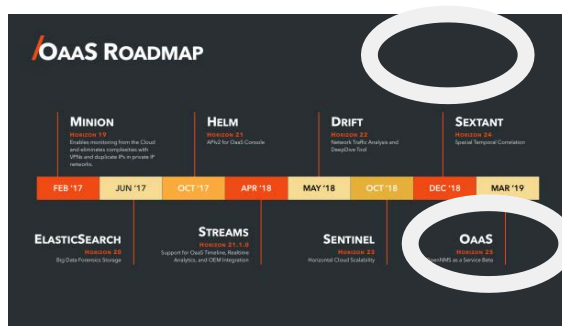 /OaaS Roadmap
Minion
Horizon 19
Enables monitoring from the Cloud
and eliminates complexities with
VPNs and duplicate IPs in private IP
networks.
Helm
Horizon 21
APIv2 for OaaS Console
Drift
Horizon 22
Network Traffic Analysis and
DeepDive Tool
Sextant
Horizon 24
Special Temporal Correlation
FEB '17
JUN '17
OCT '17
APR '18
MAY '18
OCT '18
DEC '18
MAR '19
ElasticSearch
Horizon 20
Big Data Forensics Storage
Streams
Horizon 21.1.0
Support for OaaS Timeline, Realtime
Analytics, and OEM Integration
Sentinel
Horizon 23
Horizontal Cloud Scalability
OaaS
Horizon 25
OpenNMS as a Service Beta